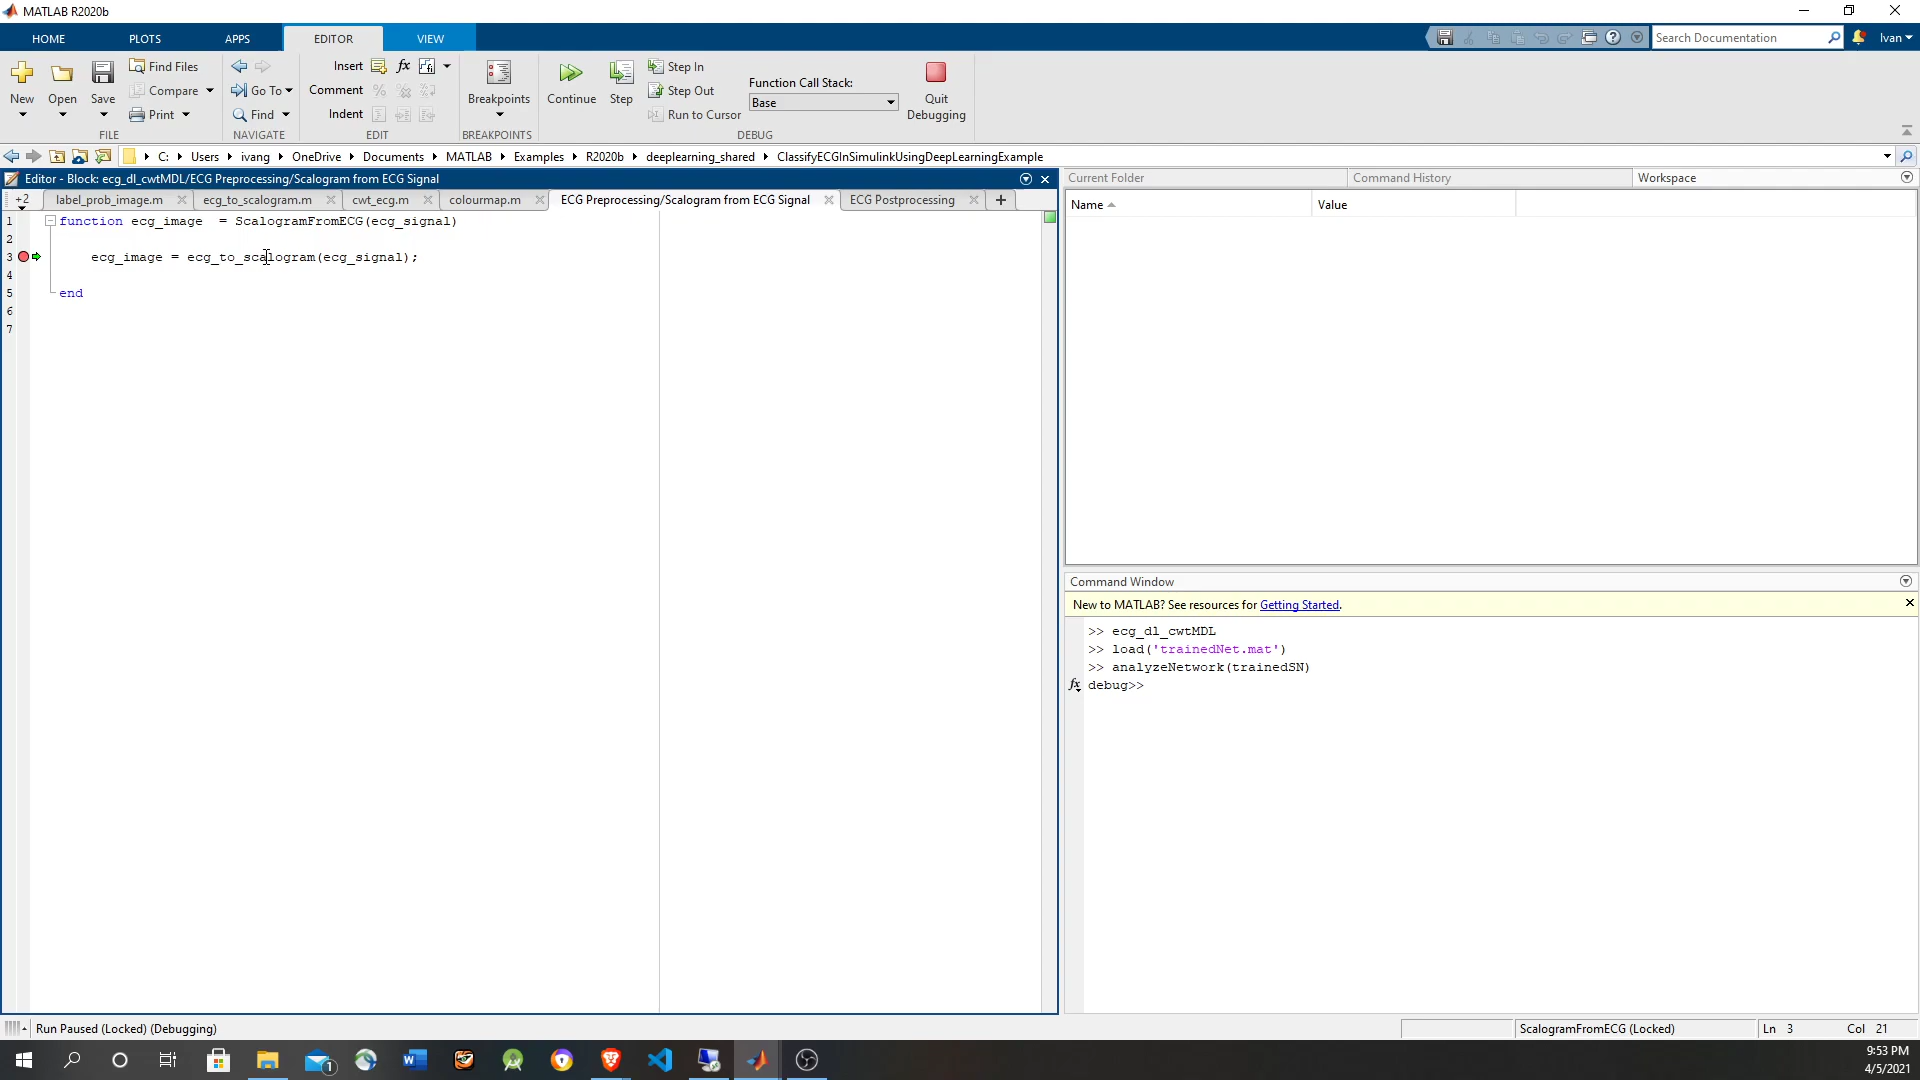 MATLAB R2020b
HOME PLOTS APPS EDITOR VIEW
Search Documentation Ivan
Find Files Insert fx Step In
Compare Go To Comment Function Call Stack: Step Out
New Open Save Print Find Indent Breakpoints Continue Step Base Run to Cursor Quit Debugging
FILE NAVIGATE EDIT BREAKPOINTS DEBUG
C: Users ivang OneDrive Documents MATLAB Examples R2020b deeplearning_shared ClassifyECGInSimulinkUsingDeepLearningExample
Editor - Block: ecg_dl_cwtMDL/ECG Preprocessing/Scalogram from ECG Signal
+2 label_prob_image.m ecg_to_scalogram.m cwt_ecg.m colourmap.m ECG Preprocessing/Scalogram from ECG Signal ECG Postprocessing
1 function ecg_image = ScalogramFromECG(ecg_signal)
2
3 ecg_image = ecg_to_scalogram(ecg_signal);
4
5 end
6
7
Current Folder Command History Workspace
Name Value
Command Window
New to MATLAB? See resources for Getting Started.
>> ecg_dl_cwtMDL
>> load('trainedNet.mat')
>> analyzeNetwork(trainedSN)
fx debug>>
Run Paused (Locked) (Debugging) ScalogramFromECG (Locked) Ln 3 Col 21
1
9:53 PM
4/5/2021